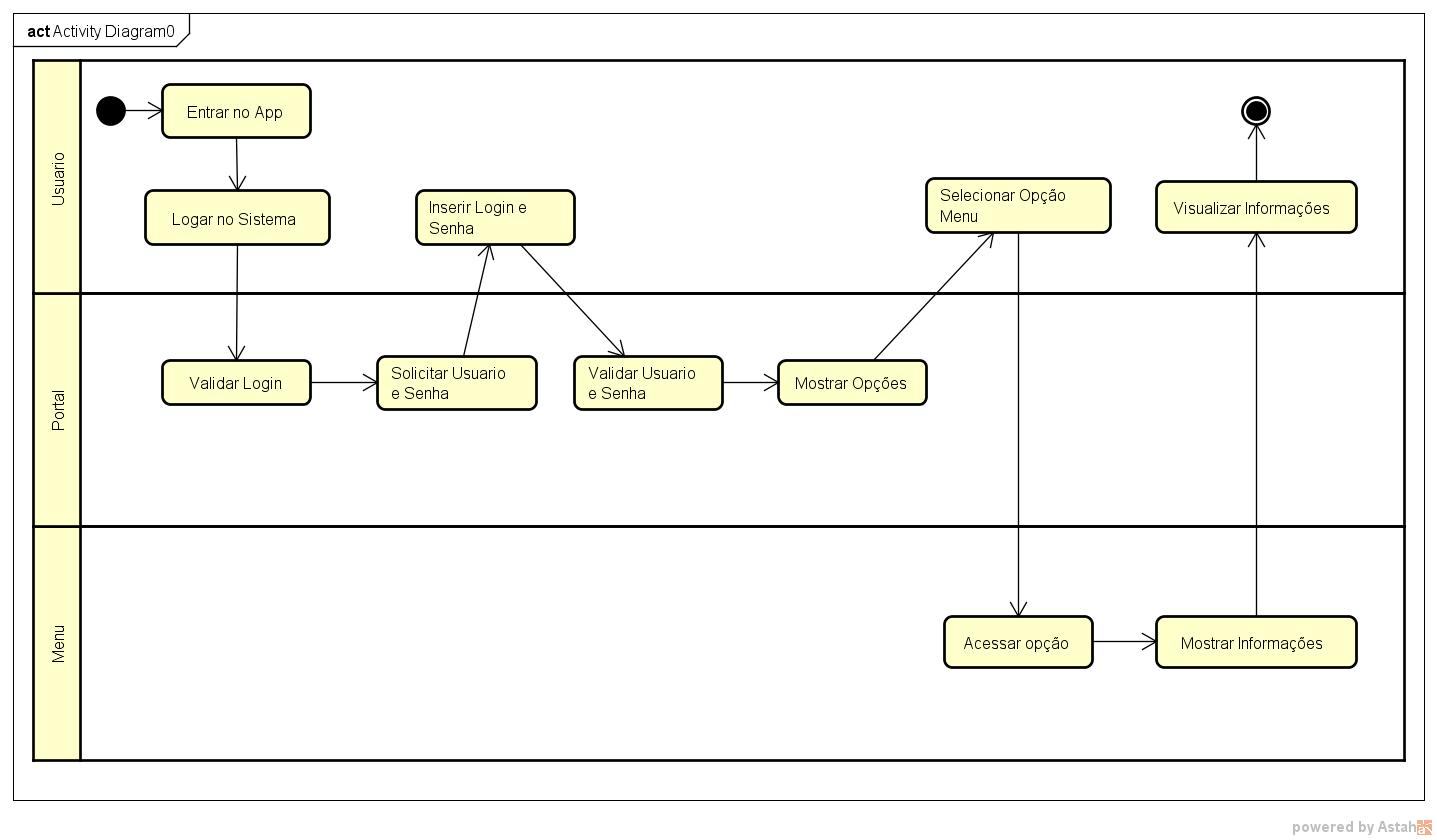 act Activity Diagram0
Usuario
Entrar no App
Logar no Sistema
Inserir Login e
Senha
Selecionar Opção
Menu
Visualizar Informações
Portal
Validar Login
Solicitar Usuario
e Senha
Validar Usuario
e Senha
Mostrar Opções
Menu
Acessar opção
Mostrar Informações
powered by Astah